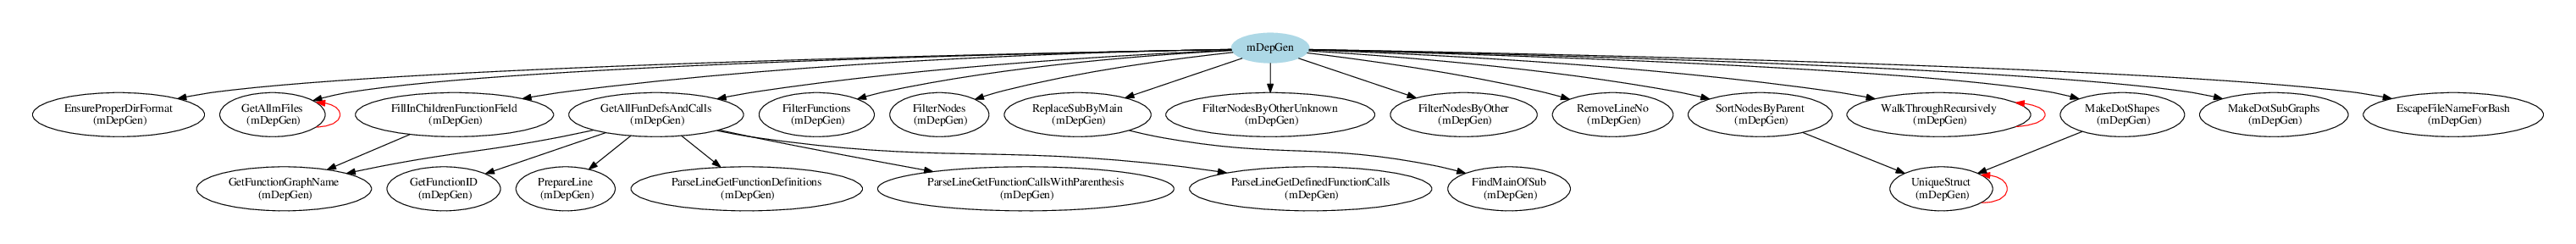 mDepGen
EnsureProperDirFormat
(mDepGen)
GetAllmFiles
(mDepGen)
FillInChildrenFunctionField
(mDepGen)
GetAllFunDefsAndCalls
(mDepGen)
FilterFunctions
(mDepGen)
FilterNodes
(mDepGen)
ReplaceSubByMain
(mDepGen)
FilterNodesByOtherUnknown
(mDepGen)
FilterNodesByOther
(mDepGen)
RemoveLineNo
(mDepGen)
SortNodesByParent
(mDepGen)
WalkThroughRecursively
(mDepGen)
MakeDotShapes
(mDepGen)
MakeDotSubGraphs
(mDepGen)
EscapeFileNameForBash
(mDepGen)
GetFunctionGraphName
(mDepGen)
GetFunctionID
(mDepGen)
PrepareLine
(mDepGen)
ParseLineGetFunctionDefinitions
(mDepGen)
ParseLineGetFunctionCallsWithParenthesis
(mDepGen)
ParseLineGetDefinedFunctionCalls
(mDepGen)
FindMainOfSub
(mDepGen)
UniqueStruct
(mDepGen)